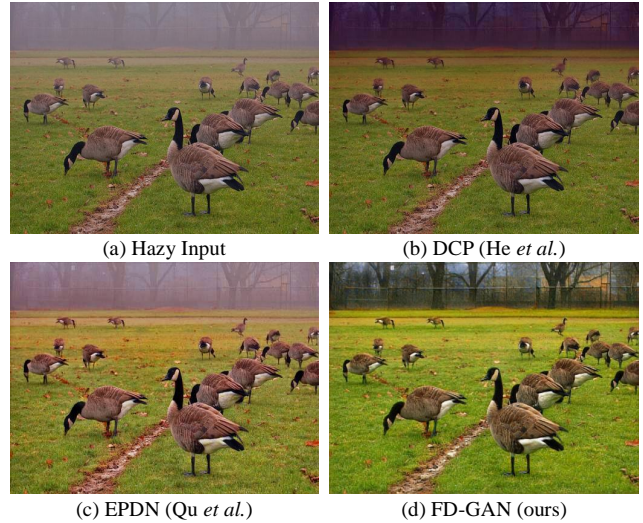 (a) Hazy Input
(b) DCP (He et al.)
(c) EPDN (Qu et al.)
(d) FD-GAN (ours)